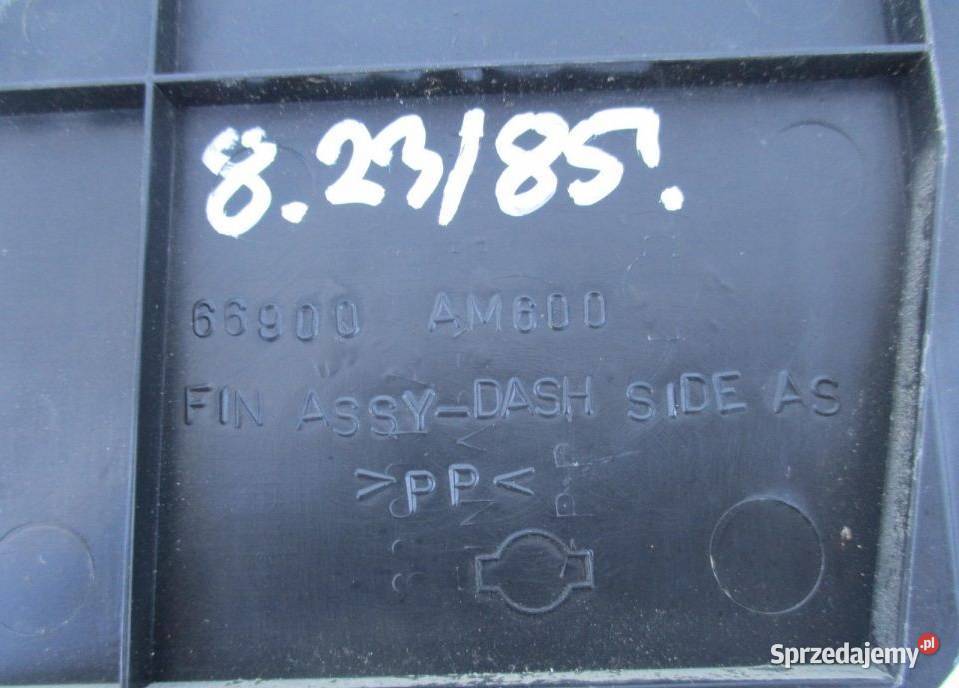 8.23/85!
66900 AM600
FIN ASSY-DASH SIDE AS
>PP<
Sprzedajemy.pl